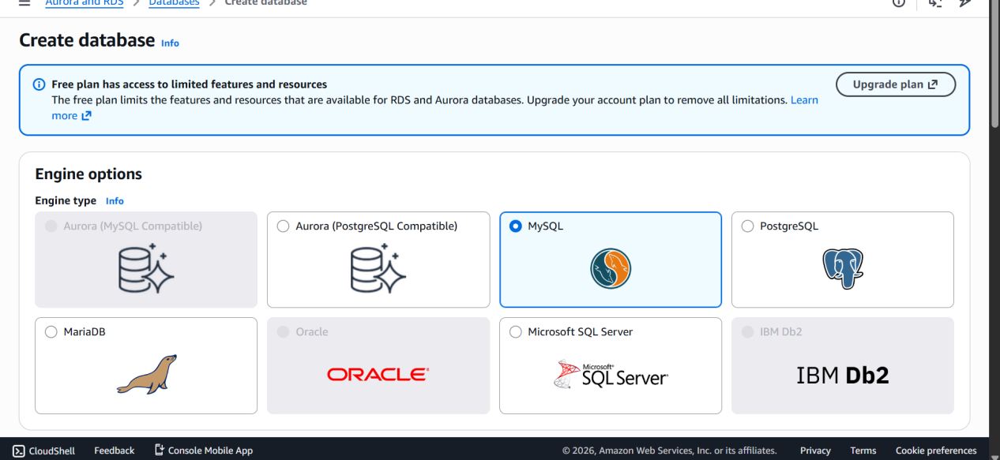 Aurora and RDS > Databases > Create database
Create database Info
Free plan has access to limited features and resources
Upgrade plan
The free plan limits the features and resources that are available for RDS and Aurora databases. Upgrade your account plan to remove all limitations. Learn
more
Engine options
Engine type Info
Aurora (MySQL Compatible)
Aurora (PostgreSQL Compatible)
MySQL
PostgreSQL
MariaDB
Oracle
ORACLE
Microsoft SQL Server
Microsoft®
SQL Server
IBM Db2
IBM Db2
CloudShell Feedback Console Mobile App © 2026, Amazon Web Services, Inc. or its affiliates. Privacy Terms Cookie preferences